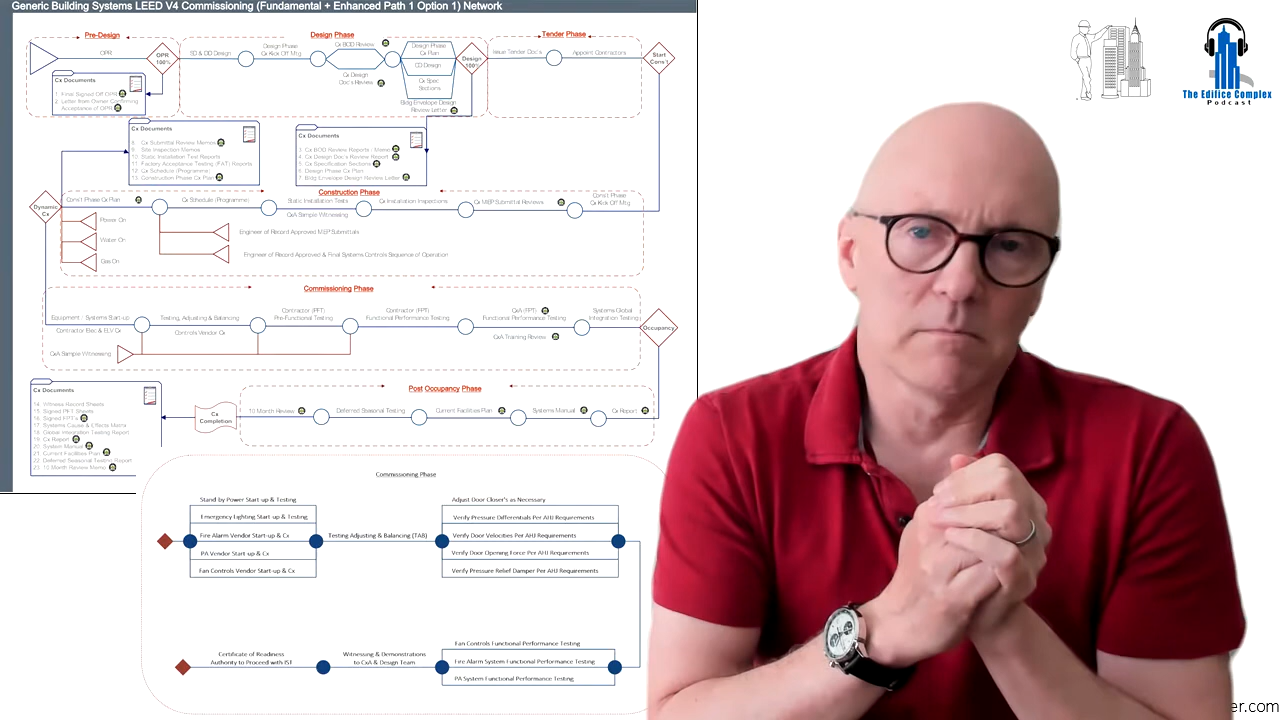 Generic Building Systems LEED V4 Commissioning (Fundamental + Enhanced Path 1 Option 1) Network
Pre-Design
Design Phase
Tender Phase
OPR
OPR
100%
SD & DD Design
Design Phase
Cx Kick Off Mtg
Cx BOD Review
Cx Design
Doc's Review
Design Phase
Cx Plan
CD Design
Cx Spec
Sections
Bldg Envelope Design
Review Letter
Design
100%
Issue Tender Doc's
Appoint Contractors
Start
Cons't
Cx Documents
1. Final Signed Off OPR
2. Letter from Owner Confirming
Acceptance of OPR
Cx Documents
8. Cx Submittal Review Memos
9. Site Inspection Memos
10. Static Installation Test Reports
11. Factory Acceptance Testing (FAT) Reports
12. Cx Schedule (Programme)
13. Construction Phase Cx Plan
Cx Documents
3. Cx BOD Review Reports - Memo
4. Cx Design Doc's Review Report
5. Cx Specification Sections
6. Design Phase Cx Plan
7. Bldg Envelope Design Review Letter
Construction Phase
Dynamic
Cx
Const Phase Cx Plan
Cx Schedule (Programme)
Static Installation Tests
CxA Sample Witnessing
Cx Installation Inspections
Cx MEP Submittal Reviews
Const Phase
Cx Kick Off Mtg
Power On
Water On
Gas On
Engineer of Record Approved MEP Submittals
Engineer of Record Approved & Final Systems Controls Sequence of Operation
Commissioning Phase
Equipment / Systems Start-up
Contractor Elec & ELV Cx
Testing, Adjusting & Balancing
Controls Vendor Cx
Contractor (PFT)
Pre-Functional Testing
Contractor (FPT)
Functional Performance Testing
CxA (FPT)
Functional Performance Testing
CxA Training Review
Systems Global
Integration Testing
Occupancy
CxA Sample Witnessing
Post Occupancy Phase
Cx Documents
14. Witness Record Sheets
15. Signed PFT Sheets
16. Signed FPT's
17. Systems Cause & Effects Matrix
18. Global Integration Testing Report
19. Cx Report
20. System Manual
21. Current Facilities Plan
22. Deferred Seasonal Testing Report
23. 10 Month Review Memo
Cx
Completion
10 Month Review
Deferred Seasonal Testing
Current Facilities Plan
Systems Manual
Cx Report
Commissioning Phase
Stand by Power Start-up & Testing
Emergency Lighting Start-up & Testing
Fire Alarm Vendor Start-up & Cx
PA Vendor Start-up & Cx
Fan Controls Vendor Start-up & Cx
Testing Adjusting & Balancing (TAB)
Adjust Door Closer's as Necessary
Verify Pressure Differentials Per AHJ Requirements
Verify Door Velocities Per AHJ Requirements
Verify Door Opening Force Per AHJ Requirements
Verify Pressure Relief Damper Per AHJ Requirements
Certificate of Readiness
Authority to Proceed with IST
Witnessing & Demonstrations
to CxA & Design Team
Fan Controls Functional Performance Testing
Fire Alarm System Functional Performance Testing
PA System Functional Performance Testing
The Edifice Complex
Podcast
er.com